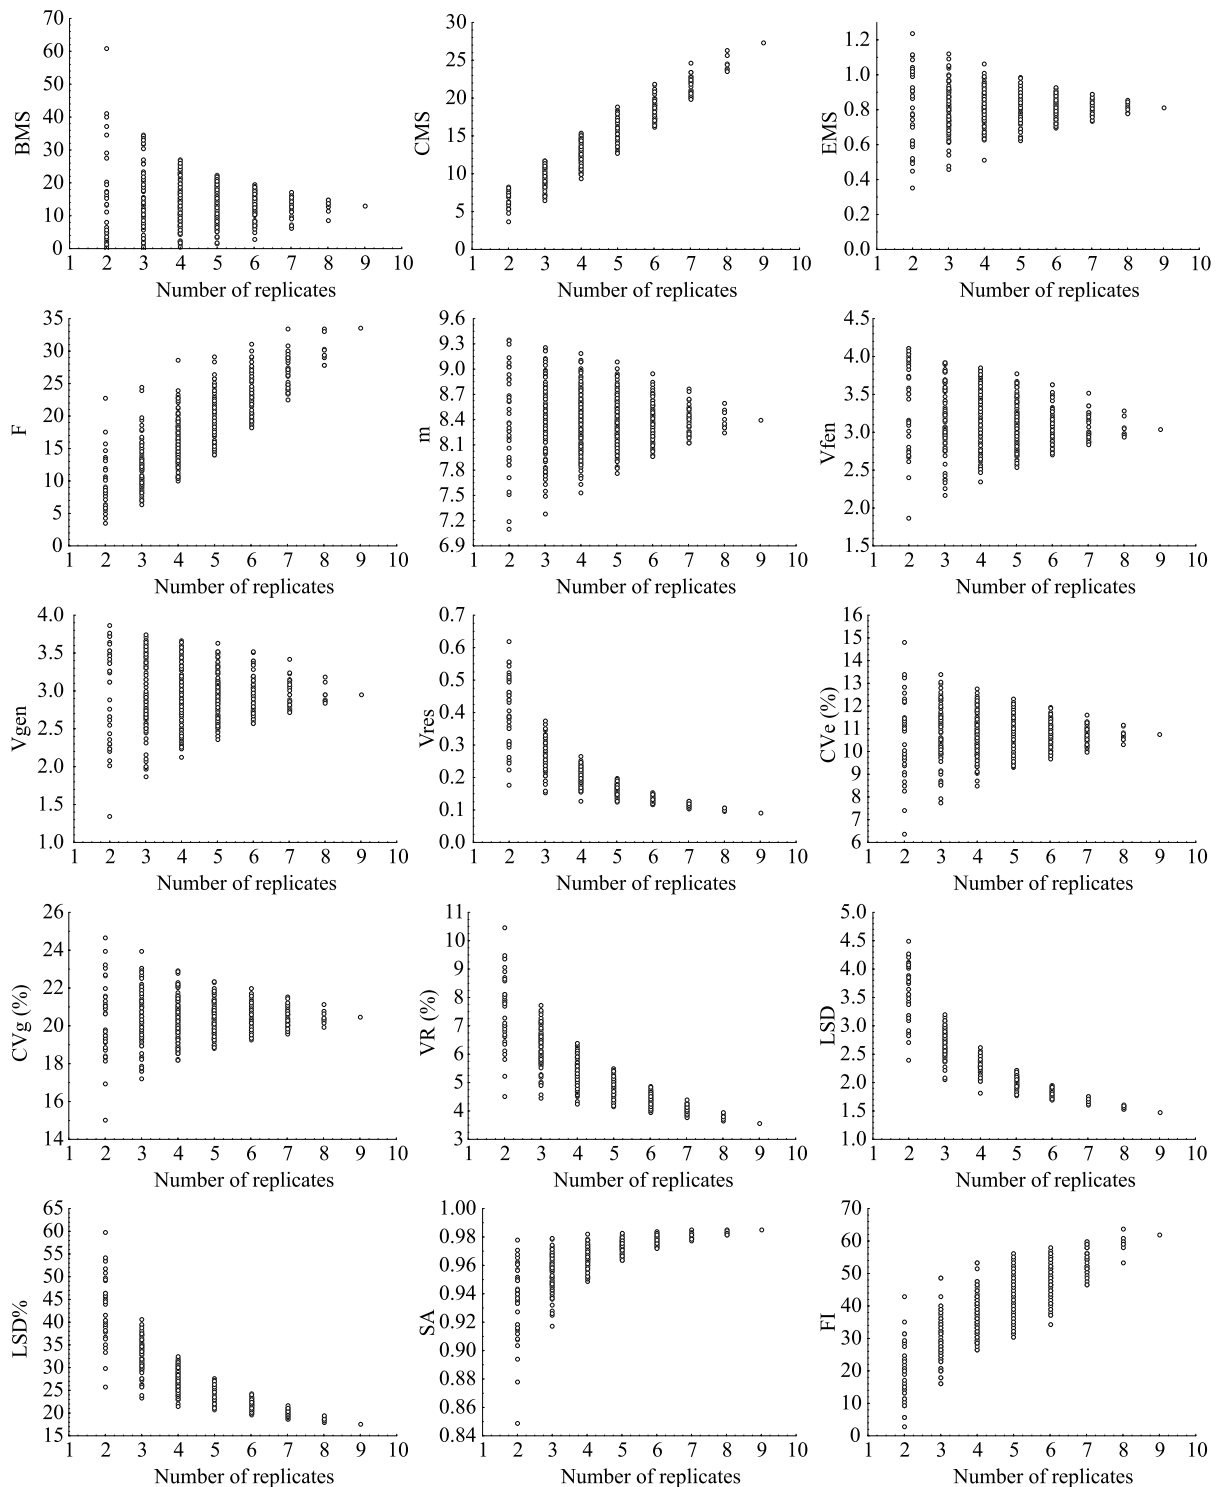 70
60
50
40
30
20
10
0
BMS
1 2 3 4 5 6 7 8 9 10
Number of replicates
30
25
20
15
10
5
0
CMS
1 2 3 4 5 6 7 8 9 10
Number of replicates
1.2
1.0
0.8
0.6
0.4
0.2
0.0
EMS
1 2 3 4 5 6 7 8 9 10
Number of replicates
35
30
25
20
15
10
5
0
F
1 2 3 4 5 6 7 8 9 10
Number of replicates
9.6
9.3
9.0
8.7
8.4
8.1
7.8
7.5
7.2
6.9
m
1 2 3 4 5 6 7 8 9 10
Number of replicates
4.5
4.0
3.5
3.0
2.5
2.0
1.5
Vfen
1 2 3 4 5 6 7 8 9 10
Number of replicates
4.0
3.5
3.0
2.5
2.0
1.0
Vgen
1 2 3 4 5 6 7 8 9 10
Number of replicates
0.7
0.6
0.5
0.4
0.3
0.2
0.1
0.0
Vres
1 2 3 4 5 6 7 8 9 10
Number of replicates
16
15
14
13
12
11
10
9
8
7
6
CVe (%)
1 2 3 4 5 6 7 8 9 10
Number of replicates
26
24
22
20
18
16
14
CVg (%)
1 2 3 4 5 6 7 8 9 10
Number of replicates
11
10
9
8
7
6
5
4
3
VR (%)
1 2 3 4 5 6 7 8 9 10
Number of replicates
5.0
4.5
4.0
3.5
3.0
2.5
2.0
1.5
1.0
LSD
1 2 3 4 5 6 7 8 9 10
Number of replicates
65
60
55
50
45
40
35
30
25
20
15
LSD%
1 2 3 4 5 6 7 8 9 10
Number of replicates
1.00
0.98
0.96
0.94
0.92
0.90
0.88
0.86
0.84
SA
1 2 3 4 5 6 7 8 9 10
Number of replicates
70
60
50
40
30
20
10
0
FI
1 2 3 4 5 6 7 8 9 10
Number of replicates